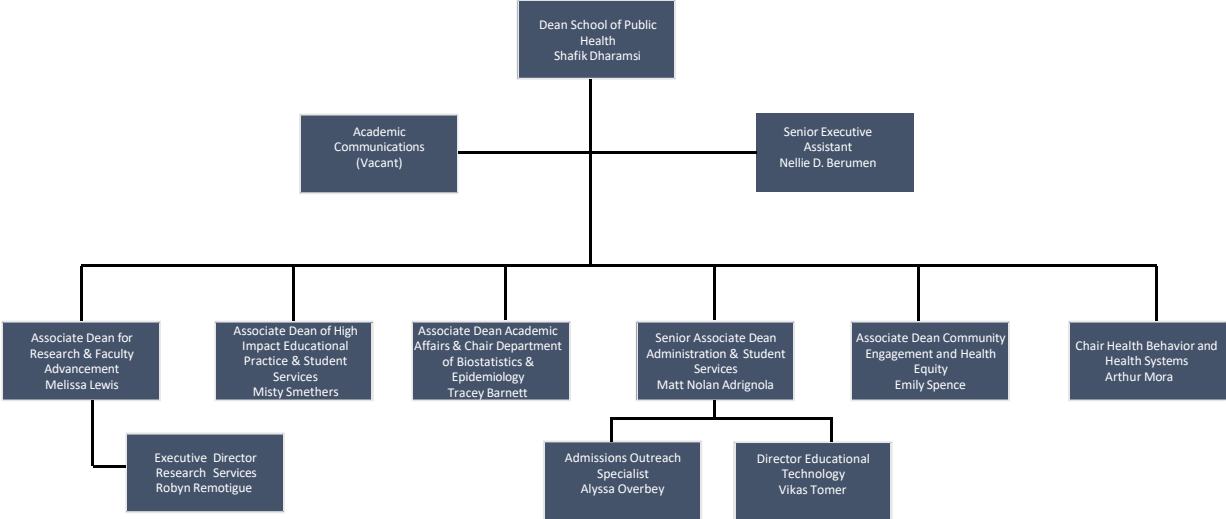 Dean School of Public
Health
Shafik Dharamsi
Academic
Communications
(Vacant)
Senior Executive
Assistant
Nellie D. Berumen
Associate Dean for
Research & Faculty
Advancement
Melissa Lewis
Associate Dean of High
Impact Educational
Practice & Student
Services
Misty Smethers
Associate Dean Academic
Affairs & Chair Department
of Biostatistics &
Epidemiology
Tracey Barnett
Senior Associate Dean
Administration & Student
Services
Matt Nolan Adrignola
Associate Dean Community
Engagement and Health
Equity
Emily Spence
Chair Health Behavior and
Health Systems
Arthur Mora
Executive Director
Research Services
Robyn Remotigue
Admissions Outreach
Specialist
Alyssa Overbey
Director Educational
Technology
Vikas Tomer